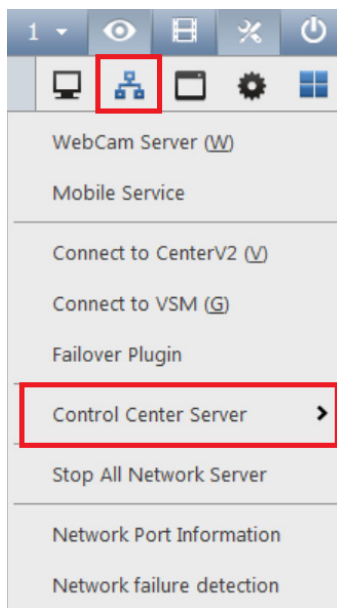 1
WebCam Server (W)
Mobile Service
Connect to CenterV2 (V)
Connect to VSM (G)
Failover Plugin
Control Center Server
Stop All Network Server
Network Port Information
Network failure detection